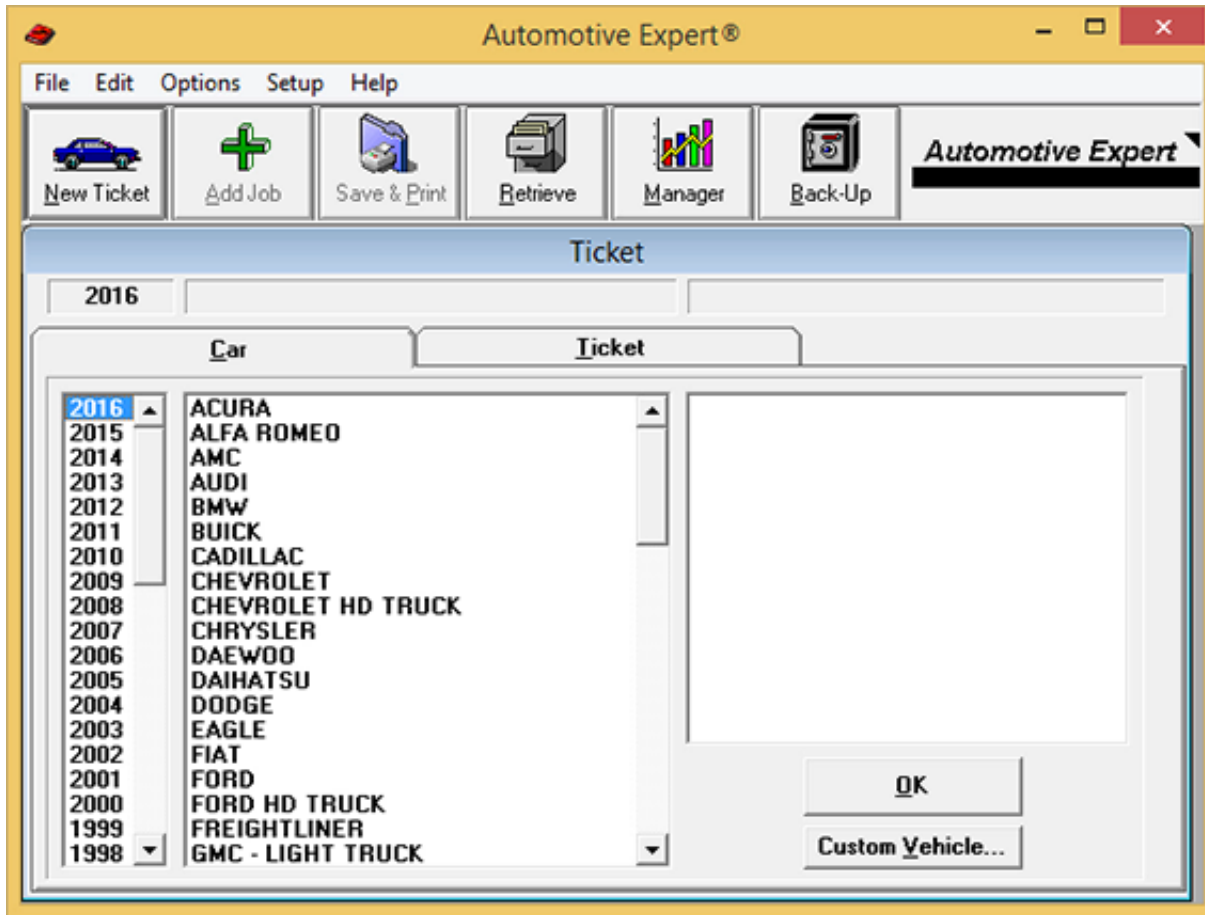 Automotive Expert®
File Edit Options Setup Help
New Ticket Add Job Save & Print Retrieve Manager Back-Up Automotive Expert
Ticket
2016
Car Ticket
2016 ACURA
2015 ALFA ROMEO
2014 AMC
2013 AUDI
2012 BMW
2011 BUICK
2010 CADILLAC
2009 CHEVROLET
2008 CHEVROLET HD TRUCK
2007 CHRYSLER
2006 DAEWOO
2005 DAIHATSU
2004 DODGE
2003 EAGLE
2002 FIAT
2001 FORD
2000 FORD HD TRUCK
1999 FREIGHTLINER
1998 GMC - LIGHT TRUCK
OK
Custom Vehicle...